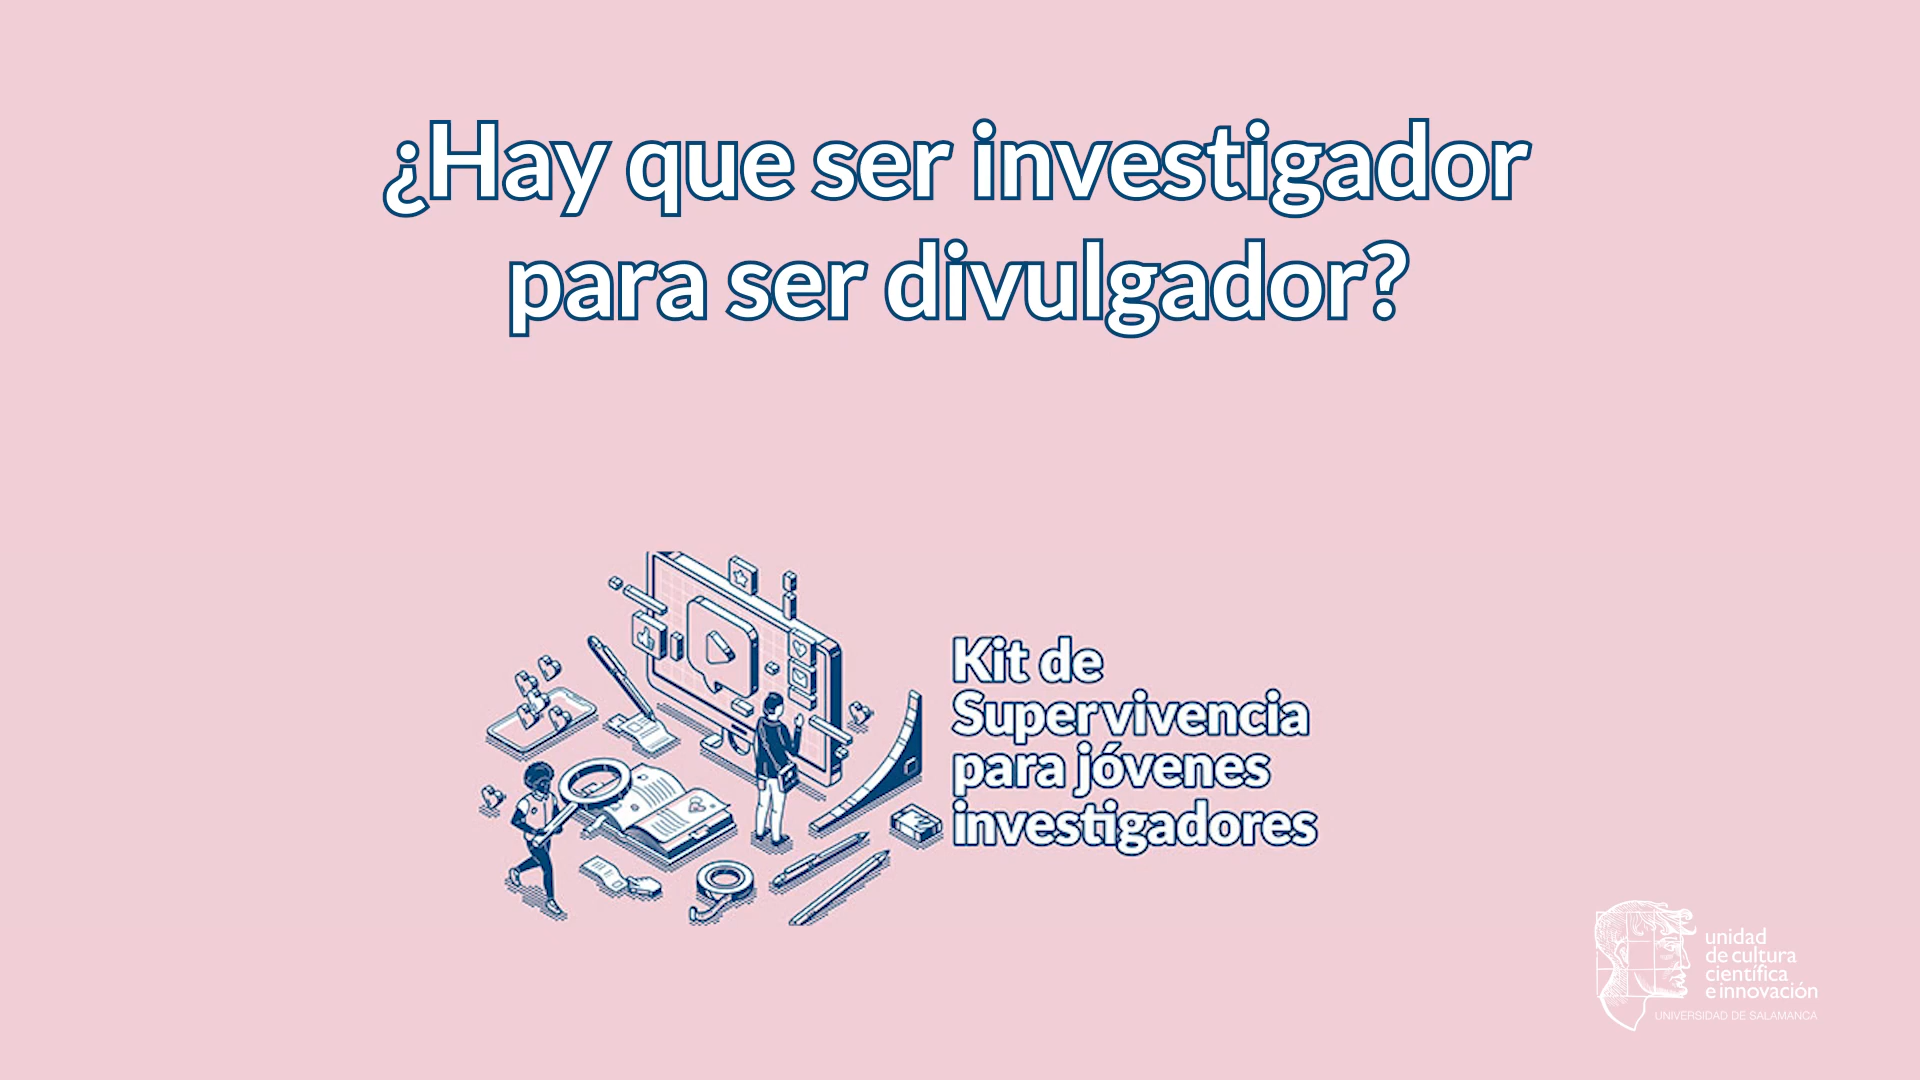 ¿Hay que ser investigador
para ser divulgador?
Kit de
Supervivencia
para jóvenes
investigadores
unidad
de cultura
científica
e innovación
UNIVERSIDAD DE SALAMANCA